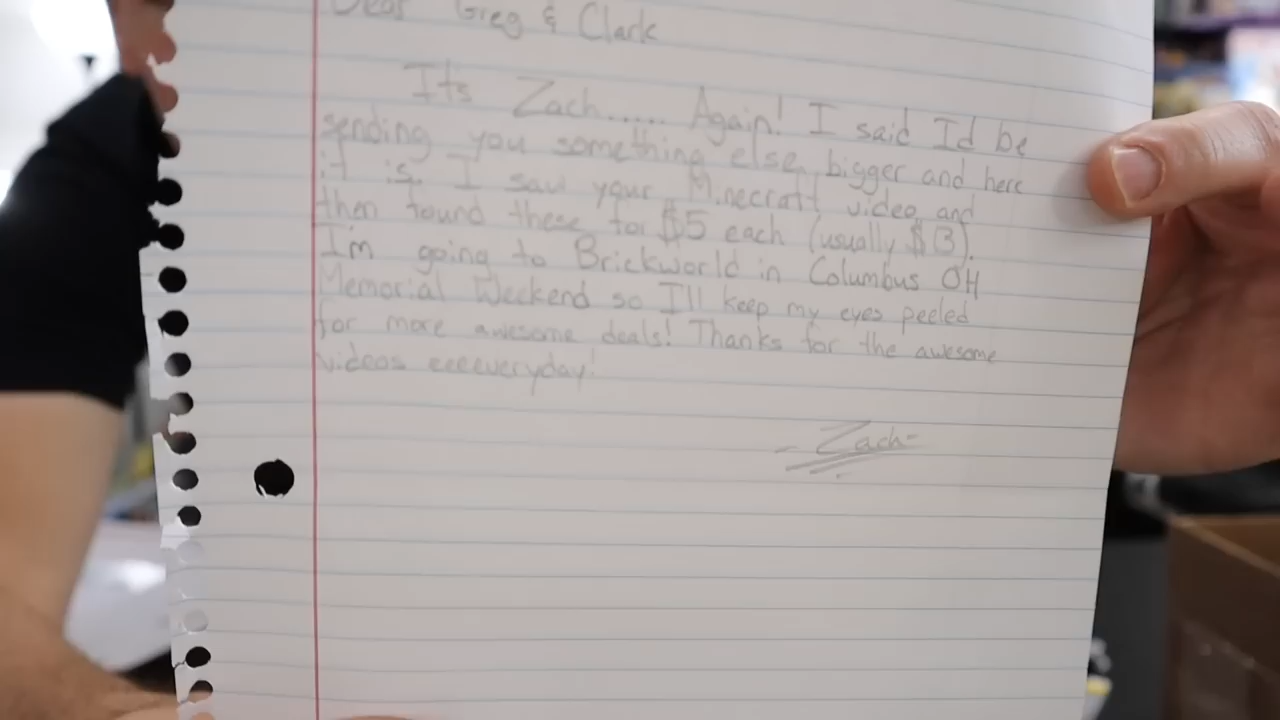 Dear Greg & Clark
Its Zach..... Again! I said Id be
sending you something else, bigger and here
it is. I saw your Minecraft video and
then found these for $5 each (usually $13).
I'm going to Brickworld in Columbus OH
Memorial Weekend so I'll keep my eyes peeled
for more awesome deals! Thanks for the awesome
videos eeeeveryday!
- Zach-